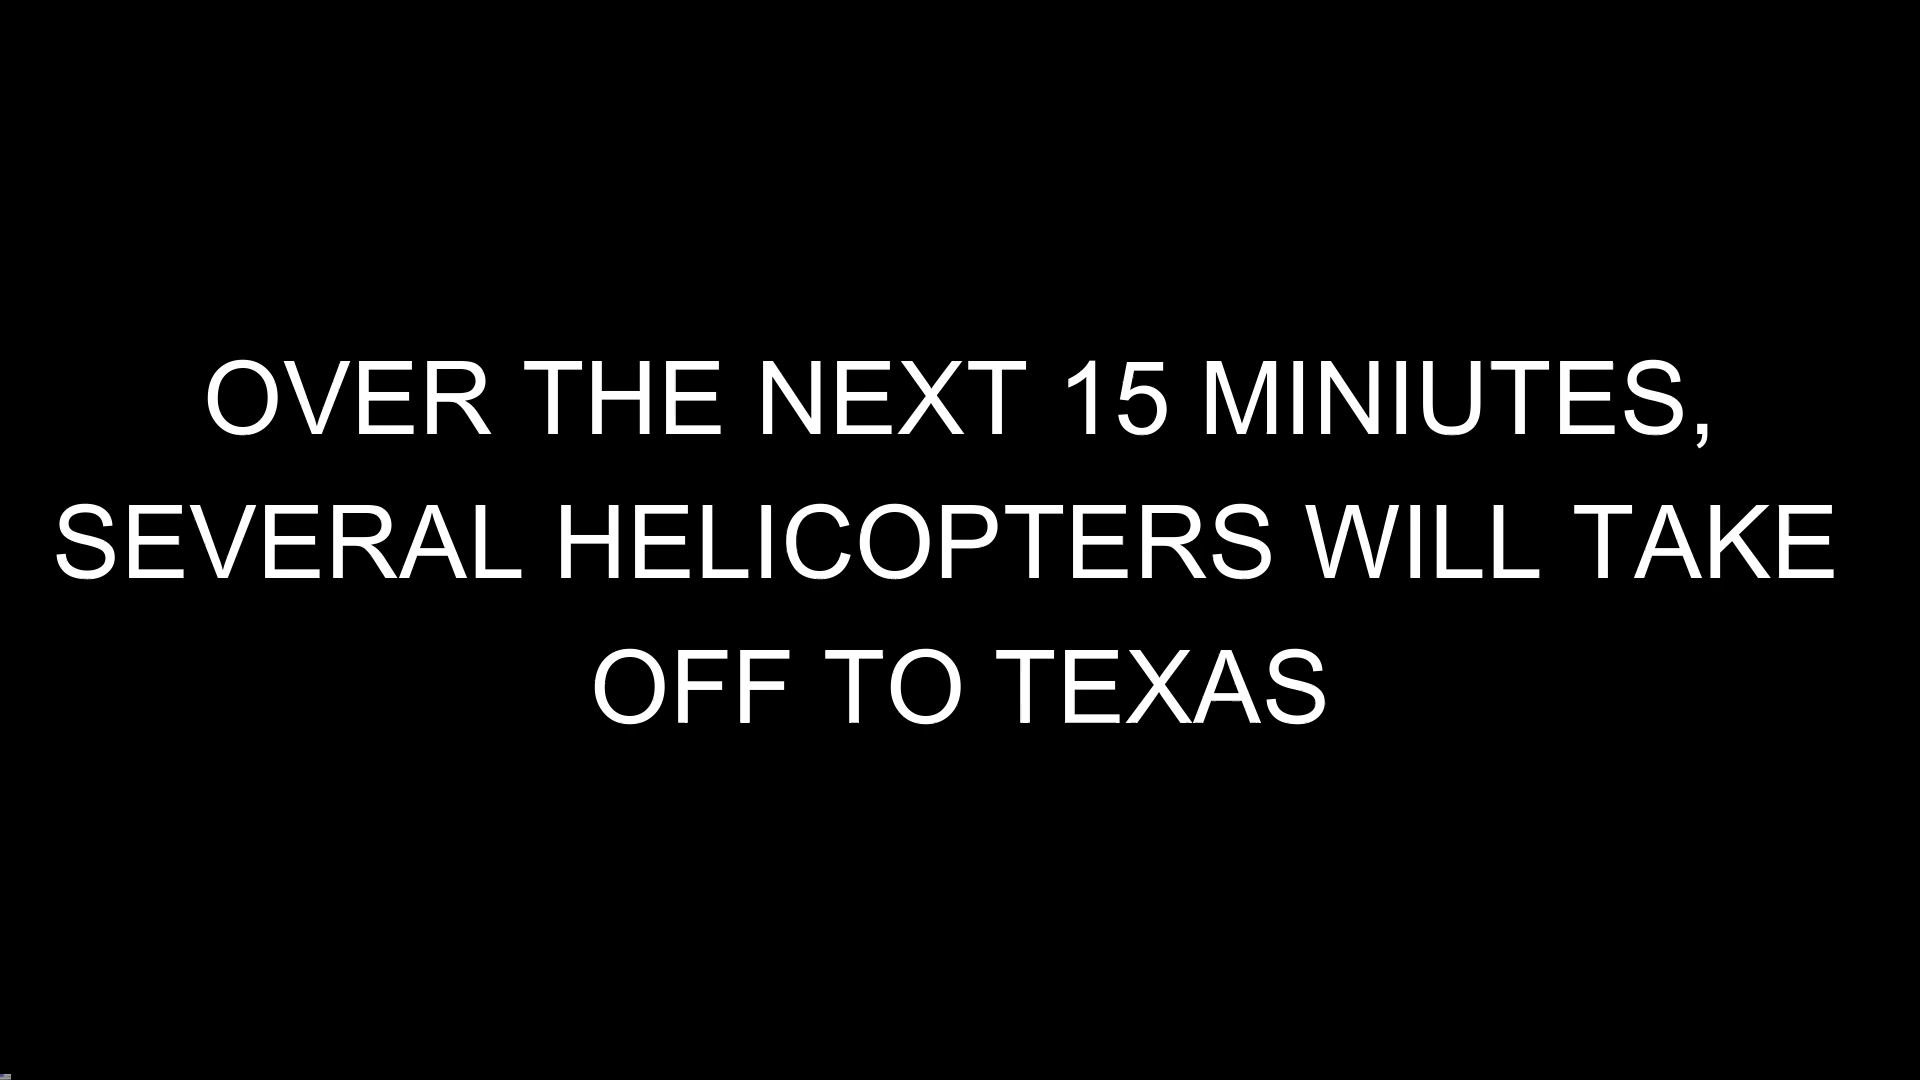 OVER THE NEXT 15 MINIUTES,
SEVERAL HELICOPTERS WILL TAKE
OFF TO TEXAS